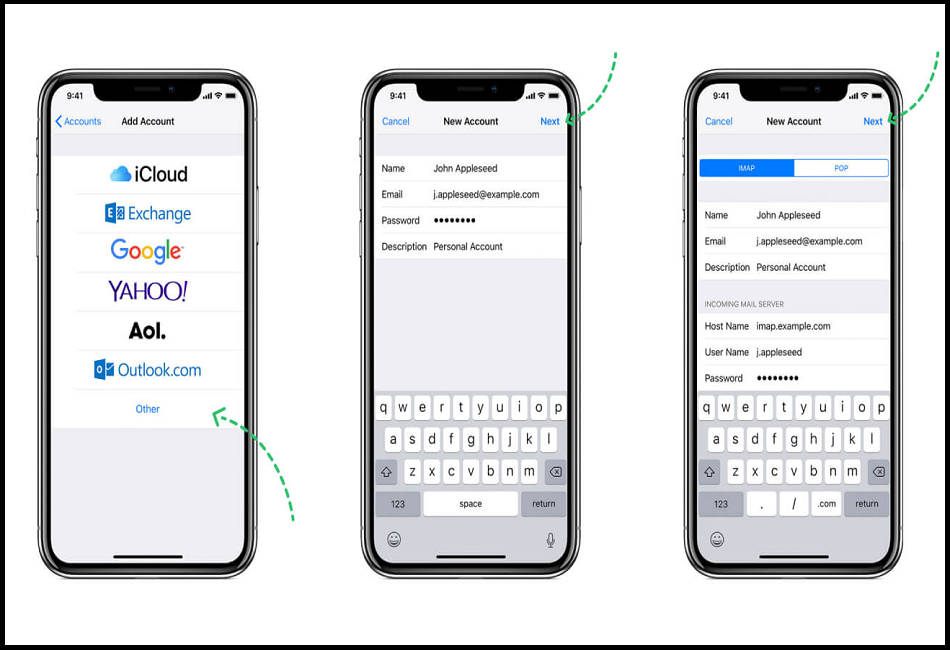 9:41
Accounts Add Account
iCloud
Exchange
Google
YAHOO!
Aol.
Outlook.com
Other
9:41
Cancel New Account Next
Name John Appleseed
Email j.appleseed@example.com
Password ••••••••
Description Personal Account
q w e r t y u i o p
a s d f g h j k l
z x c v b n m
123 space return
9:41
Cancel New Account Next
IMAP POP
Name John Appleseed
Email j.appleseed@example.com
Description Personal Account
INCOMING MAIL SERVER
Host Name imap.example.com
User Name j.appleseed
Password ••••••••
q w e r t y u i o p
a s d f g h j k l
z x c v b n m
123 . / .com return